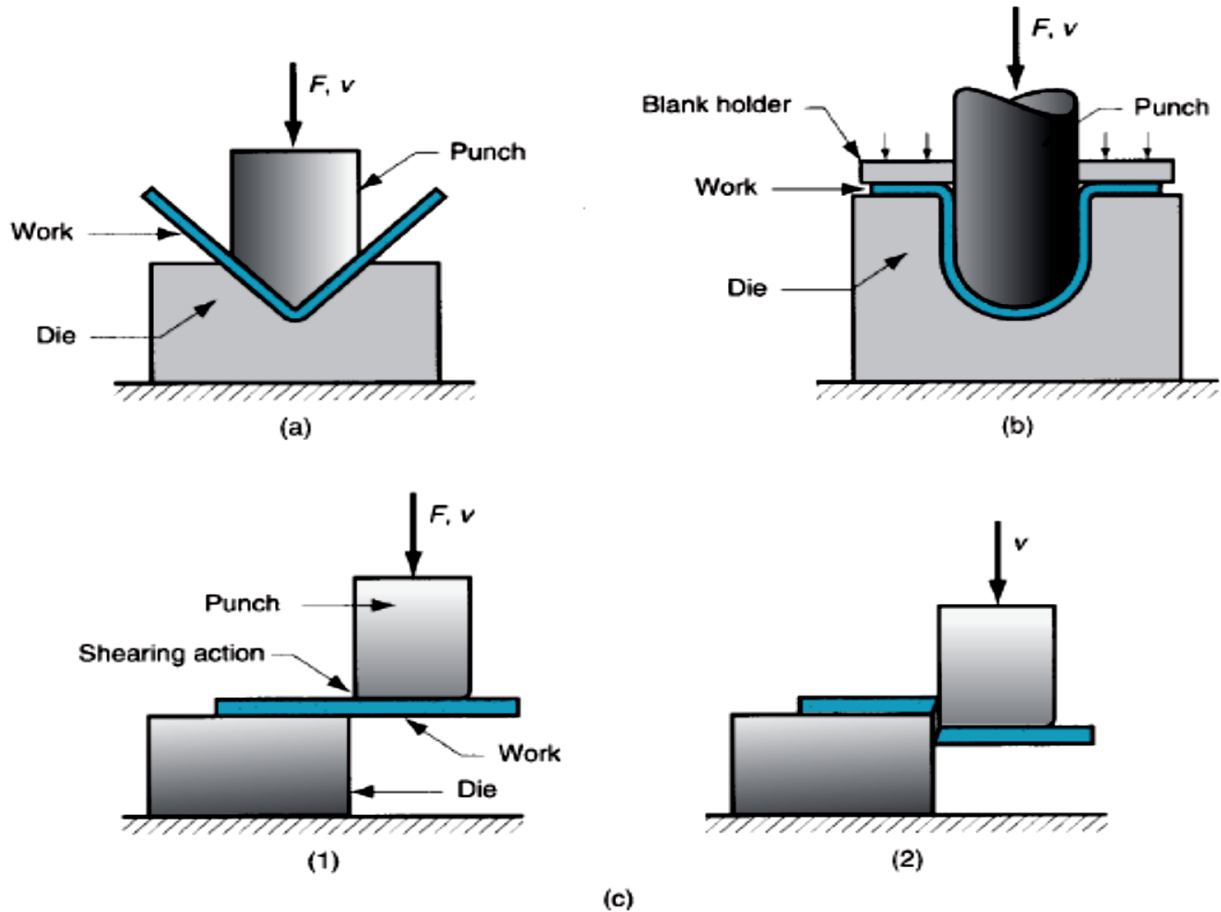 F, v
Punch
Work
Die
(a)
F, v
Blank holder
Punch
Work
Die
(b)
F, v
Punch
Shearing action
Work
Die
(1)
v
(2)
(c)